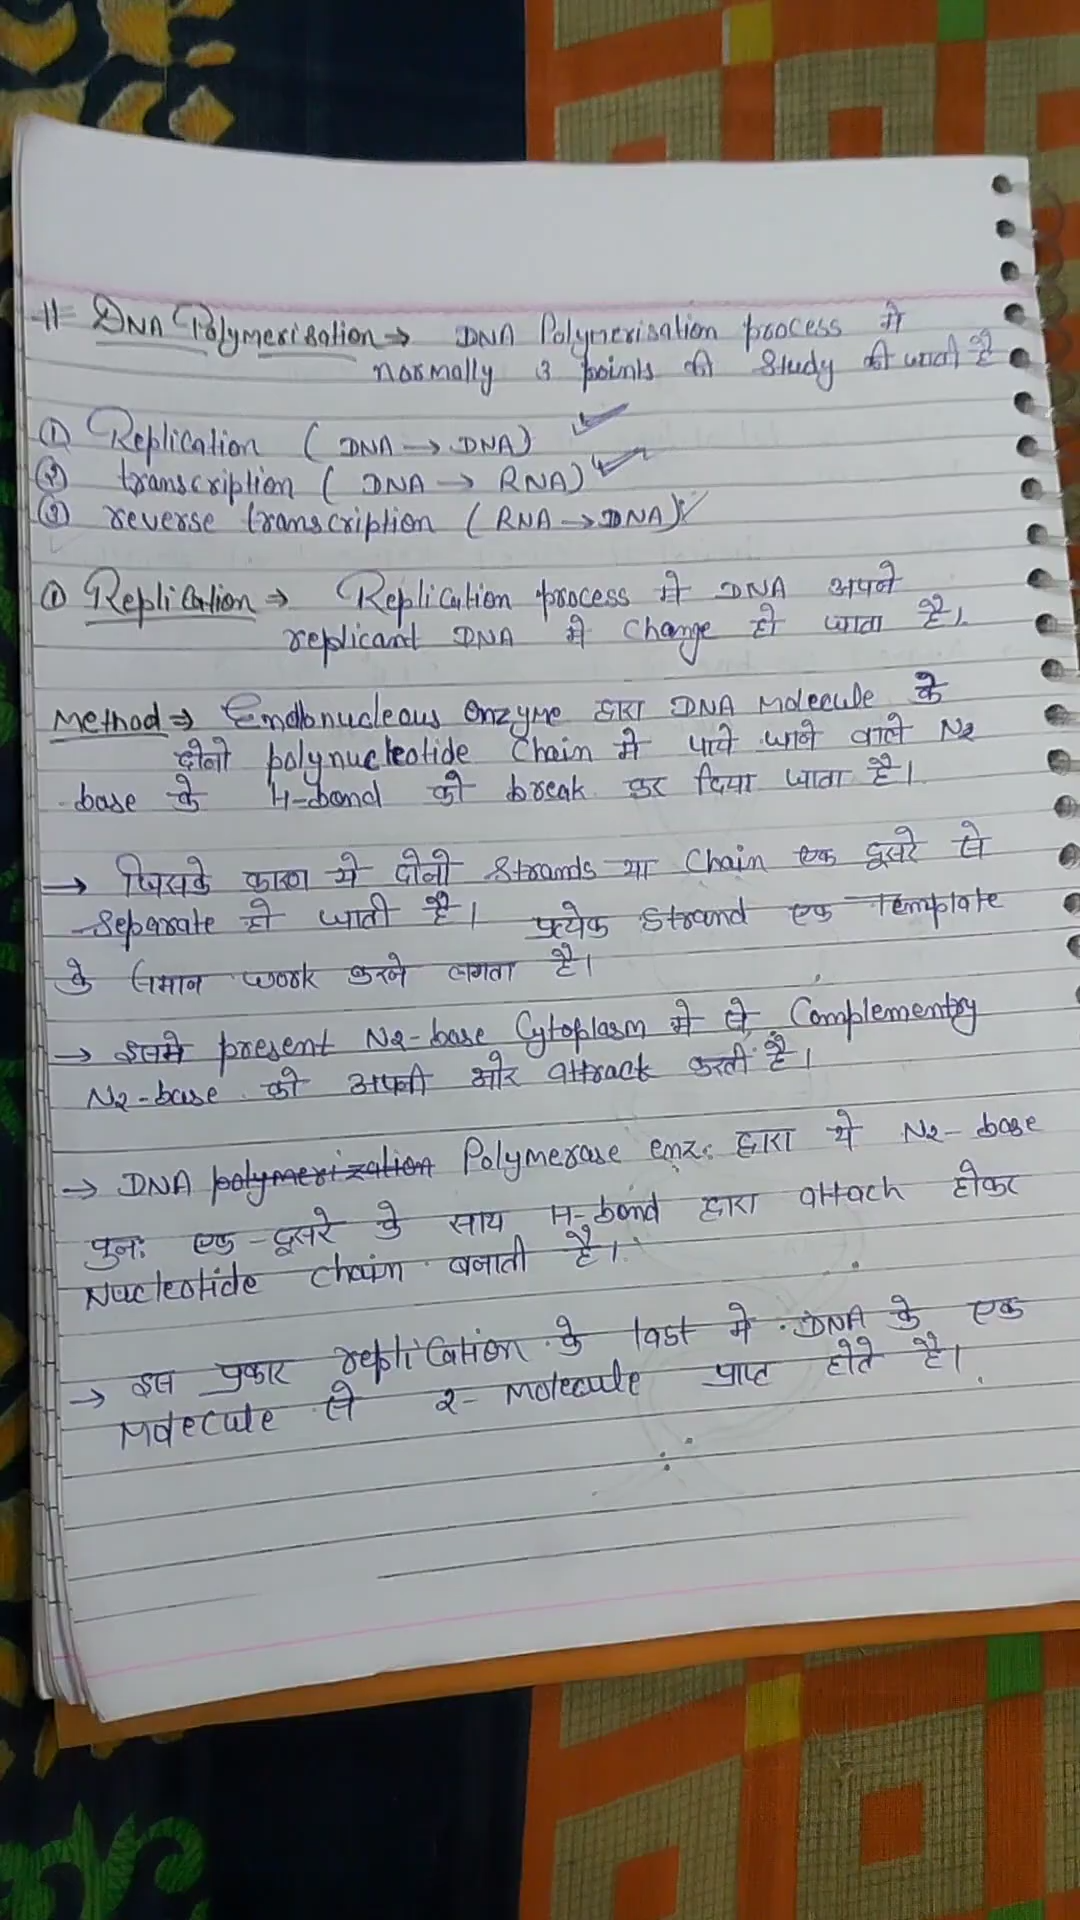 # DNA Polymerisation → DNA Polymerisation process में
normally 3 points की study की जाती है
① Replication ( DNA → DNA)
② transcription ( DNA → RNA)
③ reverse transcription ( RNA → DNA)
① Replication ⇒ Replication process में DNA अपने
replicant DNA में change हो जाता है।
Method ⇒ Endonucleous enzyme द्वारा DNA Molecule के
दोनों polynucleotide Chain में पाये जाने वाले N2
base के H-bond को break कर दिया जाता है।
→ जिसके कारण ये दोनों Strands या Chain एक दूसरे से
Separate हो जाती है। प्रत्येक Strand एक Template
के समान work करने लगता है।
→ इसमे present N2-base Cytoplasm में से Complementry
N2-base को अपनी ओर attrack करती है।
→ DNA polymerization Polymerase enz. द्वारा ये N2-base
पुनः एक-दूसरे के साथ H-bond द्वारा attach होकर
Nucleotide chain बनाती है।
→ इस प्रकार replication के last में DNA के एक
Molecule से 2-Molecule प्राप्त होते है।